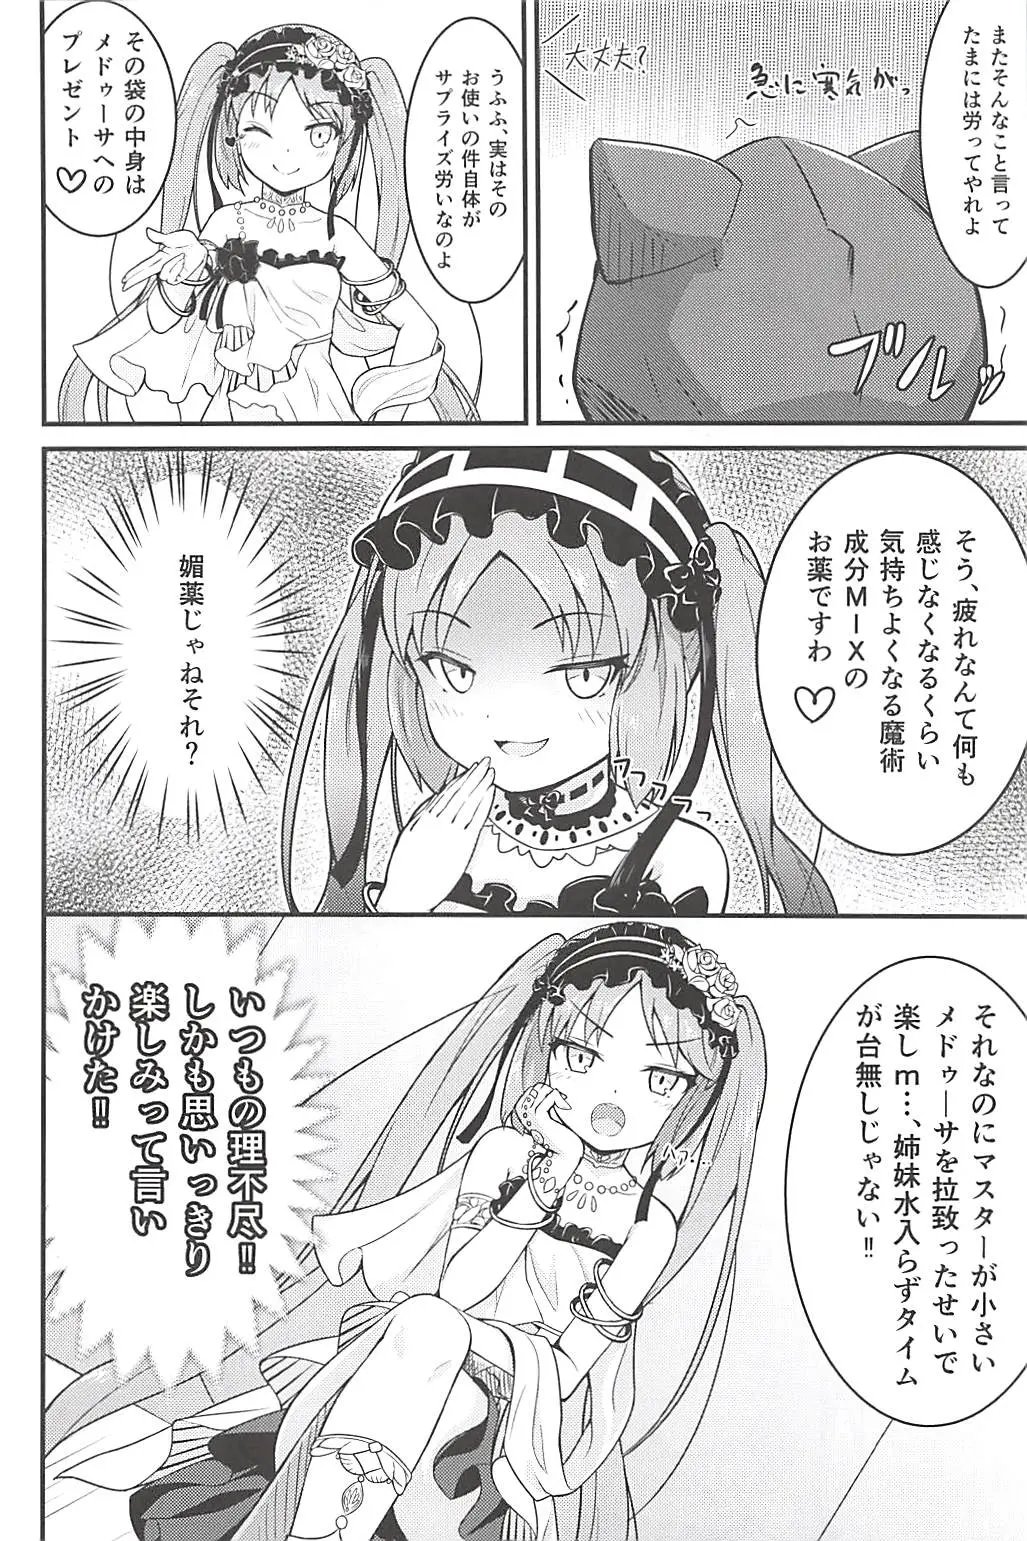 またそんなこと言って
たまには労ってやれよ
急に寒気がっ
大丈夫?
ブルッ
うふふ、実はその
お使いの件自体が
サプライズ労いなのよ
その袋の中身は
メドゥーサへの
プレゼント♡
そう、疲れなんて何も
感じなくなるくらい
気持ちよくなる魔術
成分MIXの
お薬ですわ♡
フフフ…
媚薬じゃねそれ?
それなのにマスターが小さい
メドゥーサを拉致ったせいで
楽しm…、姉妹水入らずタイム
が台無しじゃない!!
いつもの理不尽!!
しかも思いっきり
楽しみって言い
かけた!!